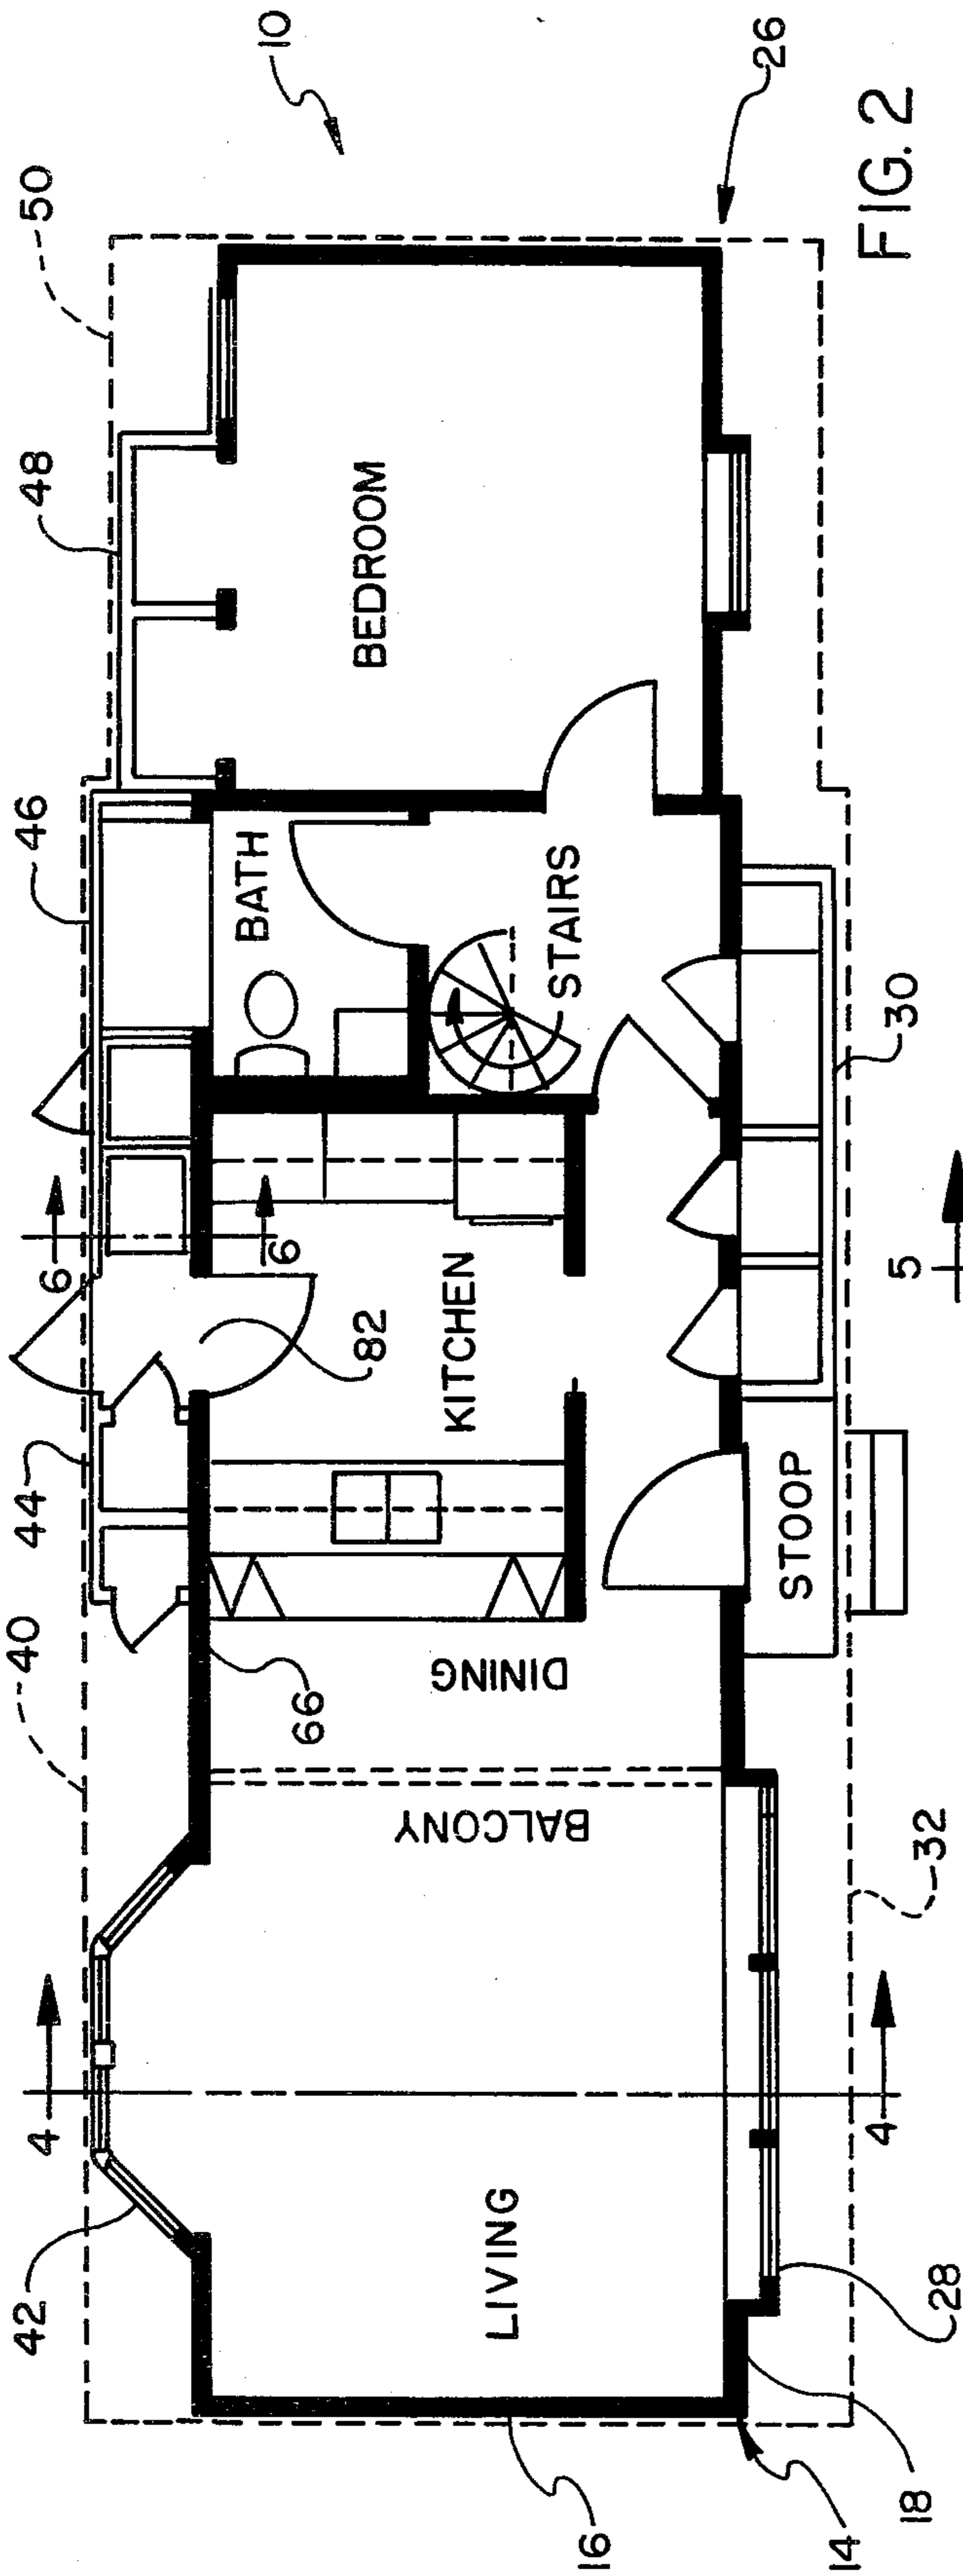 10
50
26
48
46
44
40
42
4
6
6
82
66
BEDROOM
BATH
STAIRS
KITCHEN
DINING
BALCONY
LIVING
STOOP
30
5
32
4
28
18
14
16
FIG. 2